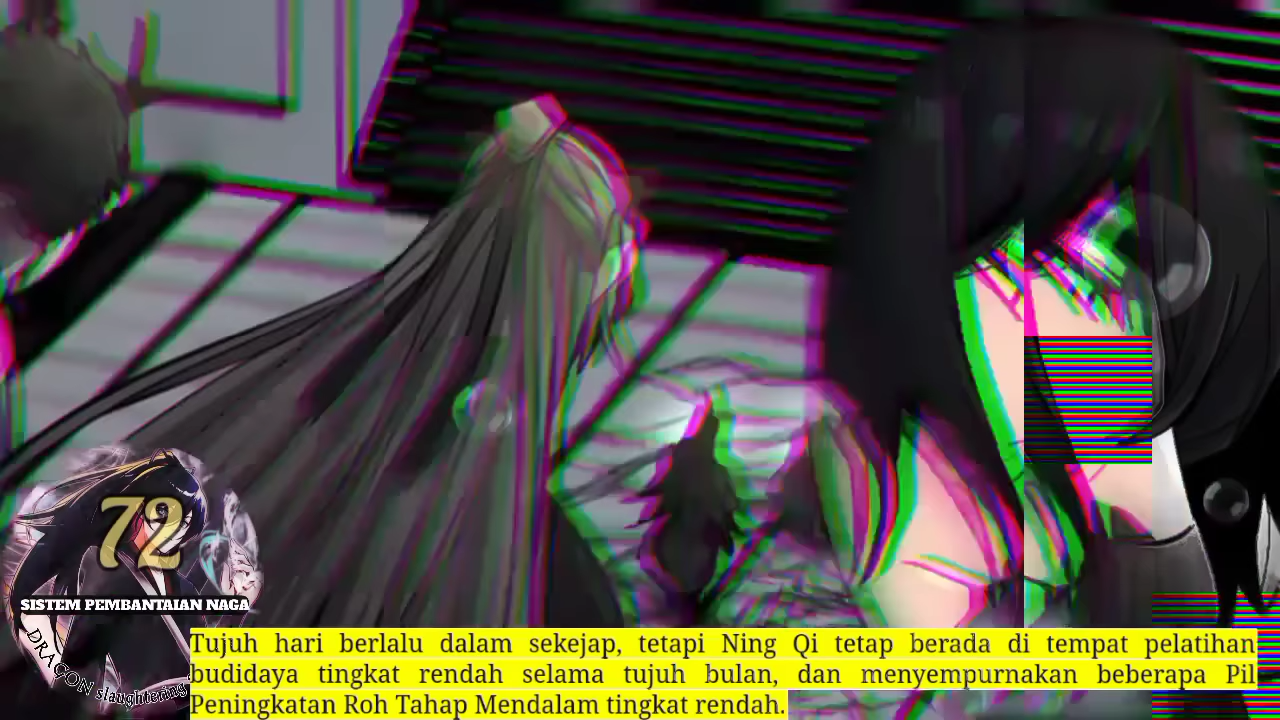 72
SISTEM PEMBANTAIAN NAGA
DRAGON slaughtering
Tujuh hari berlalu dalam sekejap, tetapi Ning Qi tetap berada di tempat pelatihan
budidaya tingkat rendah selama tujuh bulan, dan menyempurnakan beberapa Pil
Peningkatan Roh Tahap Mendalam tingkat rendah.